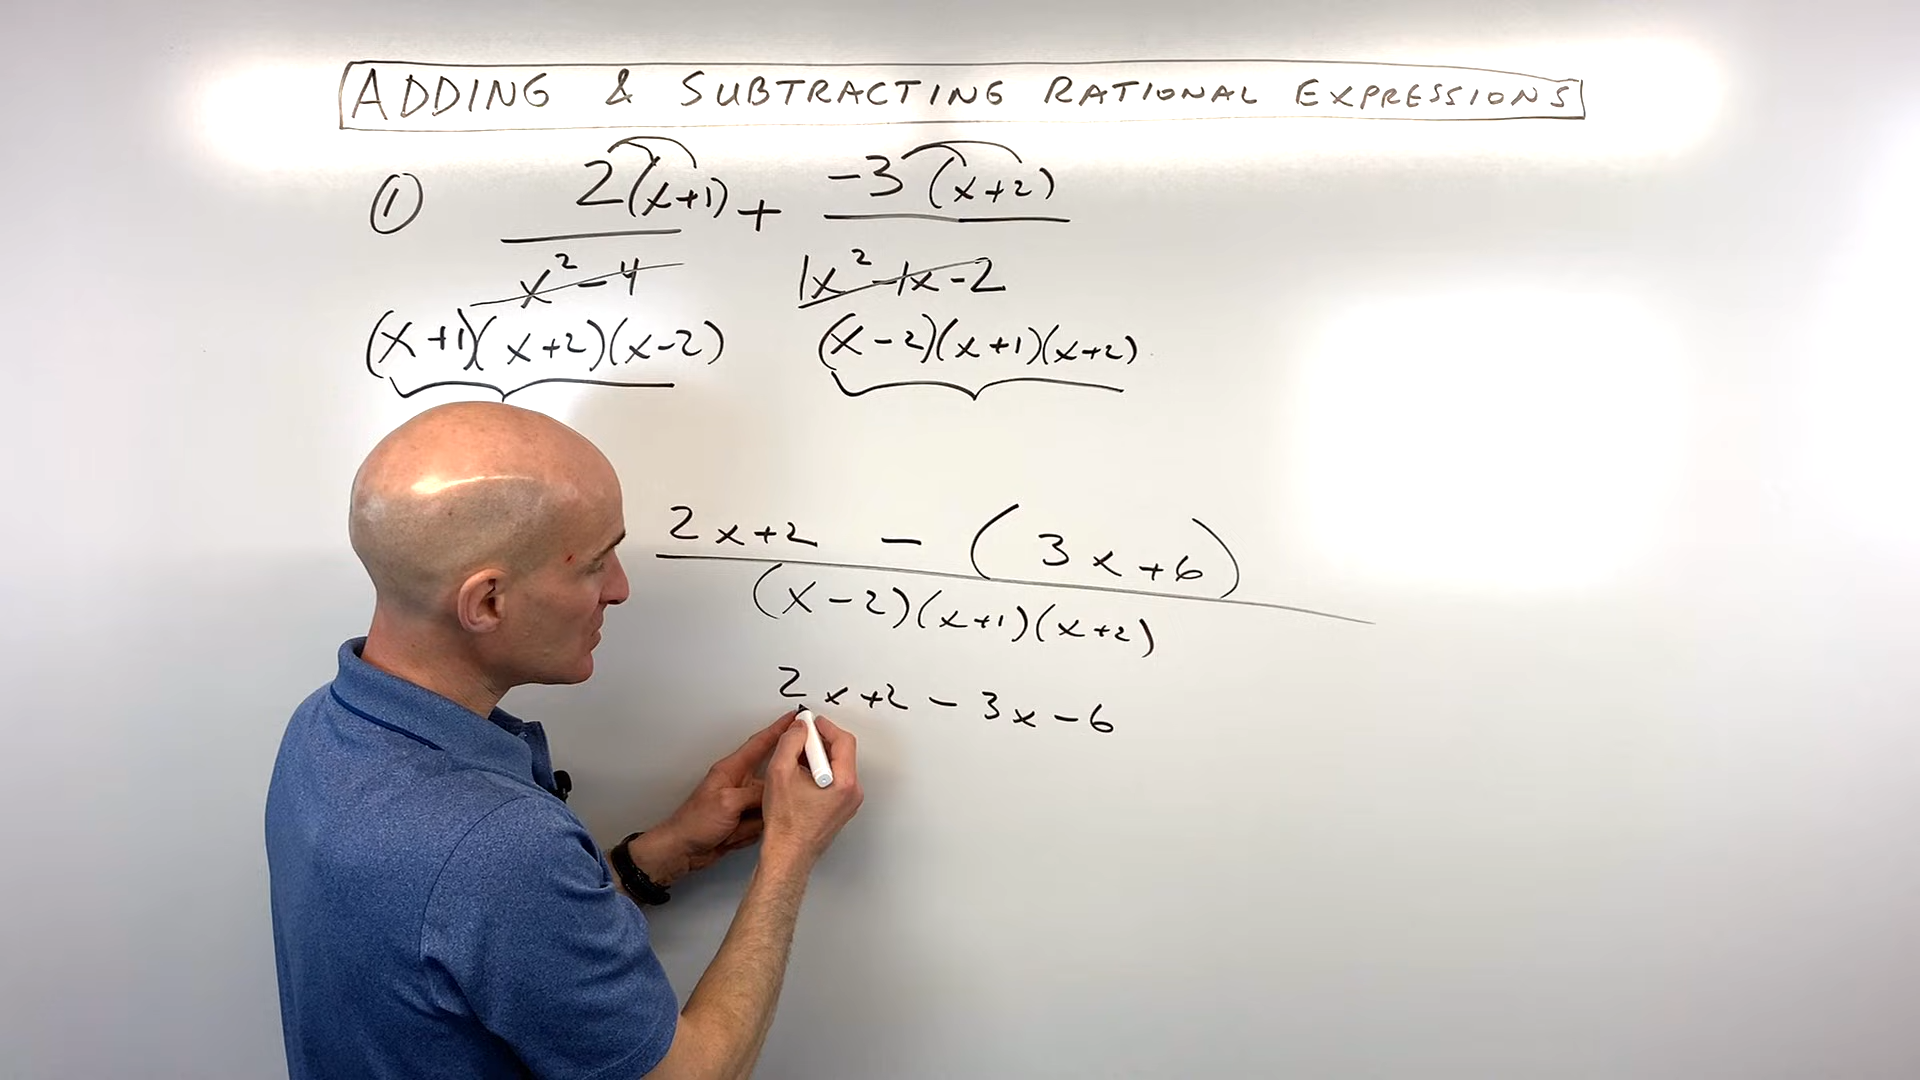 ADDING & SUBTRACTING RATIONAL EXPRESSIONS
① 2(x+1) + -3(x+2)
x²-4 1x²-1x-2
(x+1)(x+2)(x-2) (x-2)(x+1)(x+2)
2x+2 - (3x+6)
(x-2)(x+1)(x+2)
2x+2-3x-6